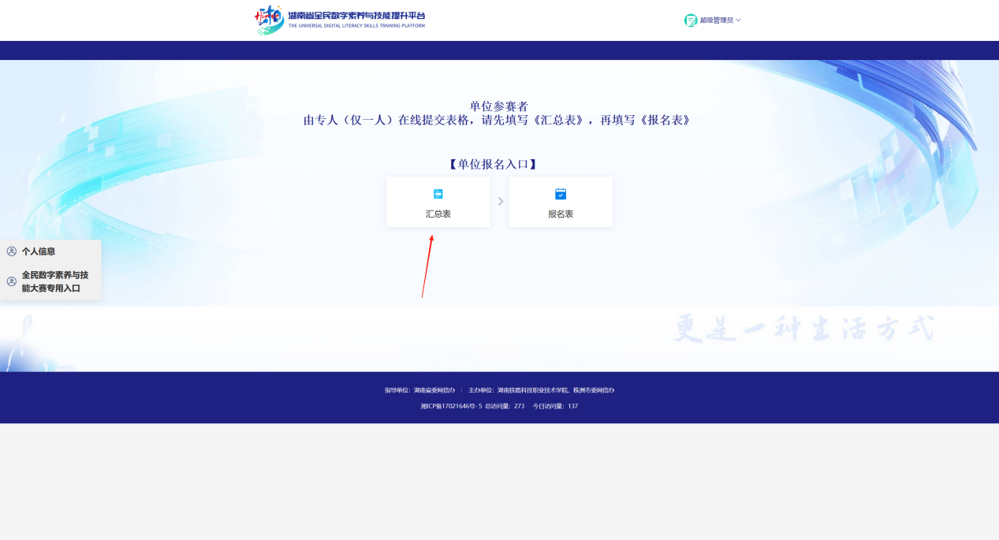 湖南省全民数字素养与技能提升平台
THE UNIVERSAL DIGITAL LITERACY SKILLS TRAINING PLATFORM
超级管理员
单位参赛者
由专人（仅一人）在线提交表格，请先填写《汇总表》，再填写《报名表》
【单位报名入口】
汇总表
报名表
个人信息
全民数字素养与技
能大赛专用入口
更是一种生活方式
指导单位：湖南省委网信办 | 主办单位：湖南铁路科技职业技术学院、株洲市委网信办
湘ICP备17021646号-5 总访问量：273 今日访问量：137